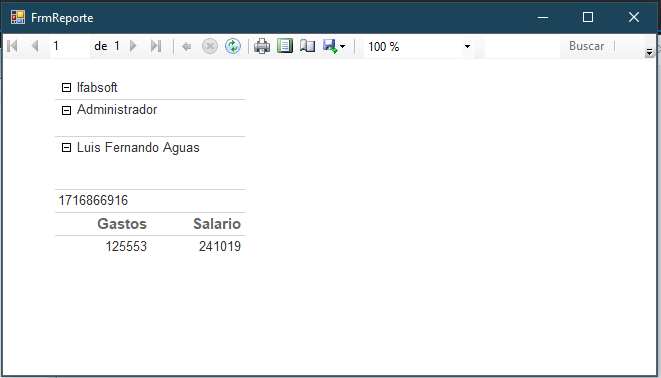 FrmReporte
1 de 1 100 % Buscar
lfabsoft
Administrador
Luis Fernando Aguas
1716866916
Gastos Salario
125553 241019